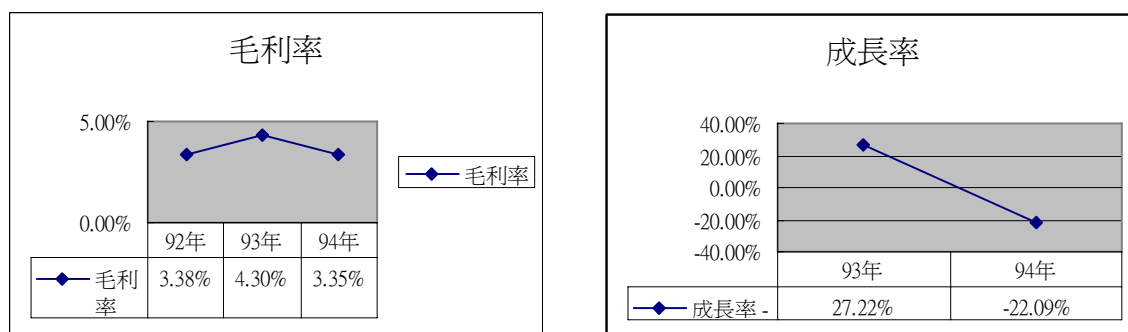 毛利率
5.00%
0.00%
92年 93年 94年
毛利率 3.38% 4.30% 3.35%
毛利率
成長率
40.00%
20.00%
0.00%
-20.00%
-40.00%
93年 94年
成長率 - 27.22% -22.09%